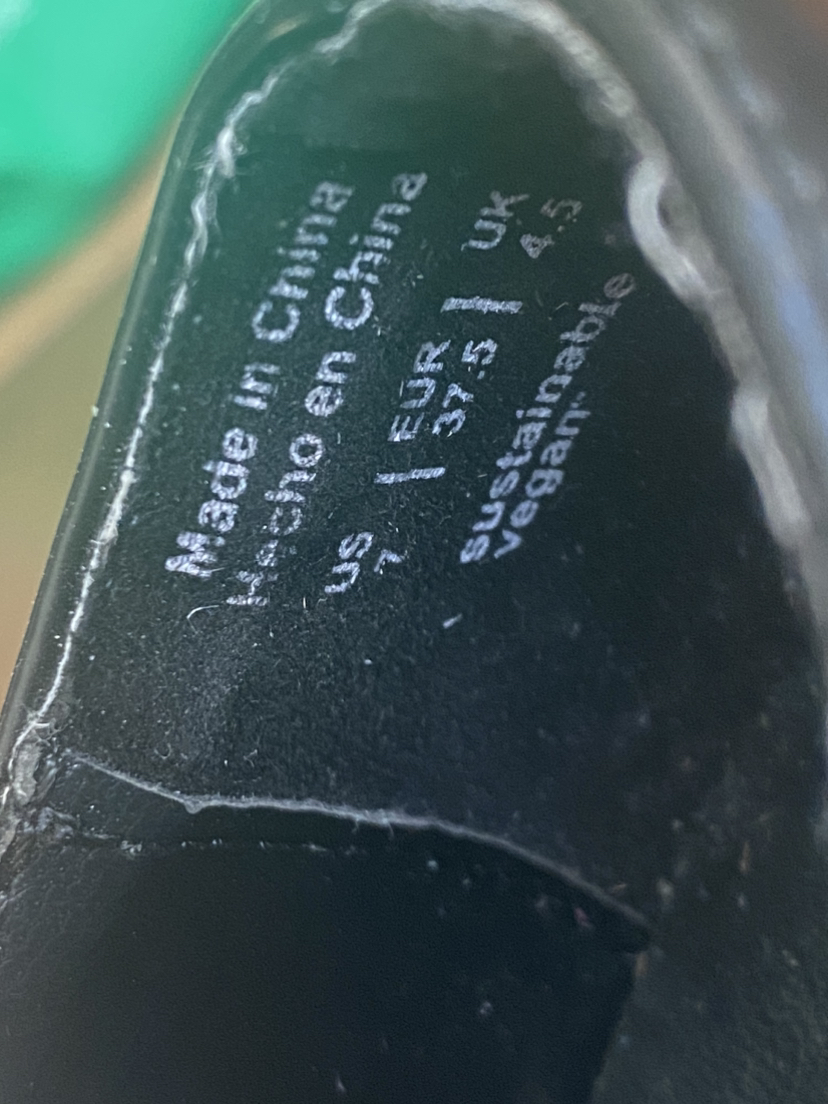 Made in China
Hecho en China
US | EUR | UK
7 37.5 4.5
sustainable
vegan